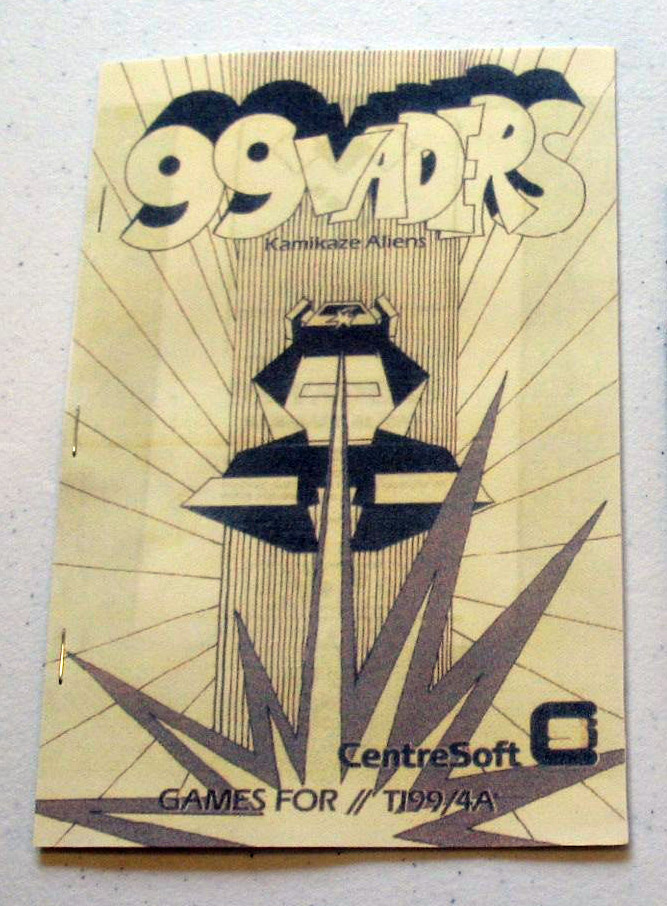 99VADERS
Kamikaze Aliens
CentreSoft
GAMES FOR // TI99/4A